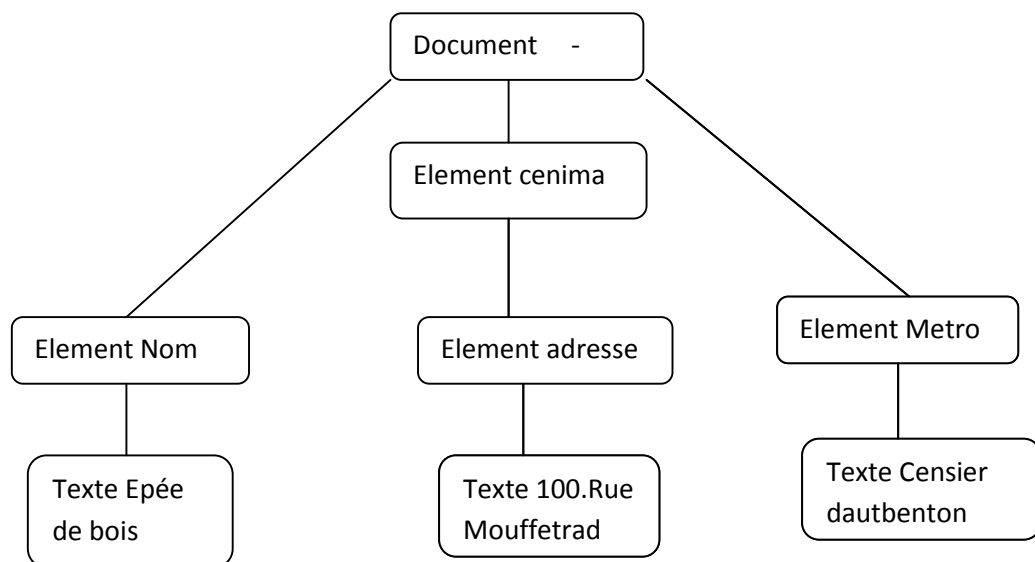 Document -
Element cenima
Element Nom
Element adresse
Element Metro
Texte Epée
de bois
Texte 100.Rue
Mouffetrad
Texte Censier
dautbenton